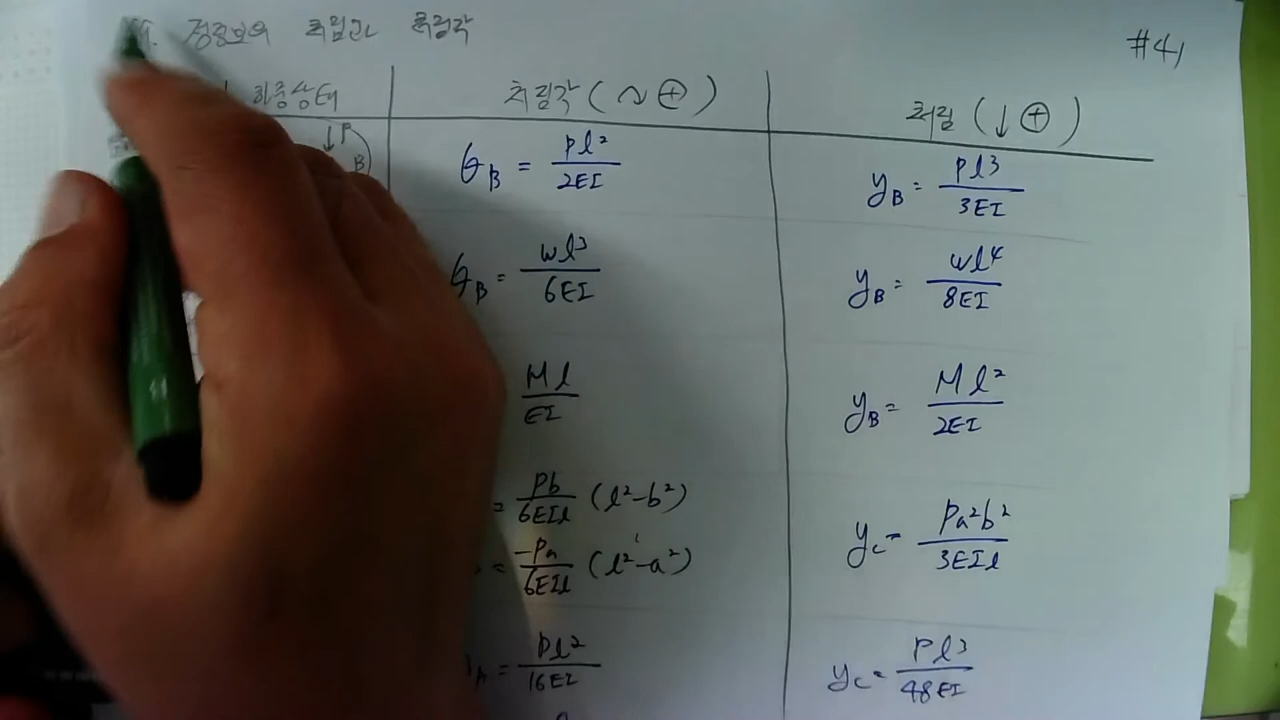 정정보의 처짐과 처짐각
#41
하중상태 처짐각 (↷⊕) 처짐 (↓⊕)
P
B)
θB = Pl²/2EI yB = Pl3/3EI
θB = wl3/6EI yB = wl4/8EI
Ml/EI yB = Ml²/2EI
= Pb/6EIl (l²-b²)
yC = Pa²b²/3EIl
= -Pa/6EIl (l²-a²)
A = Pl²/16EI yC = Pl3/48EI